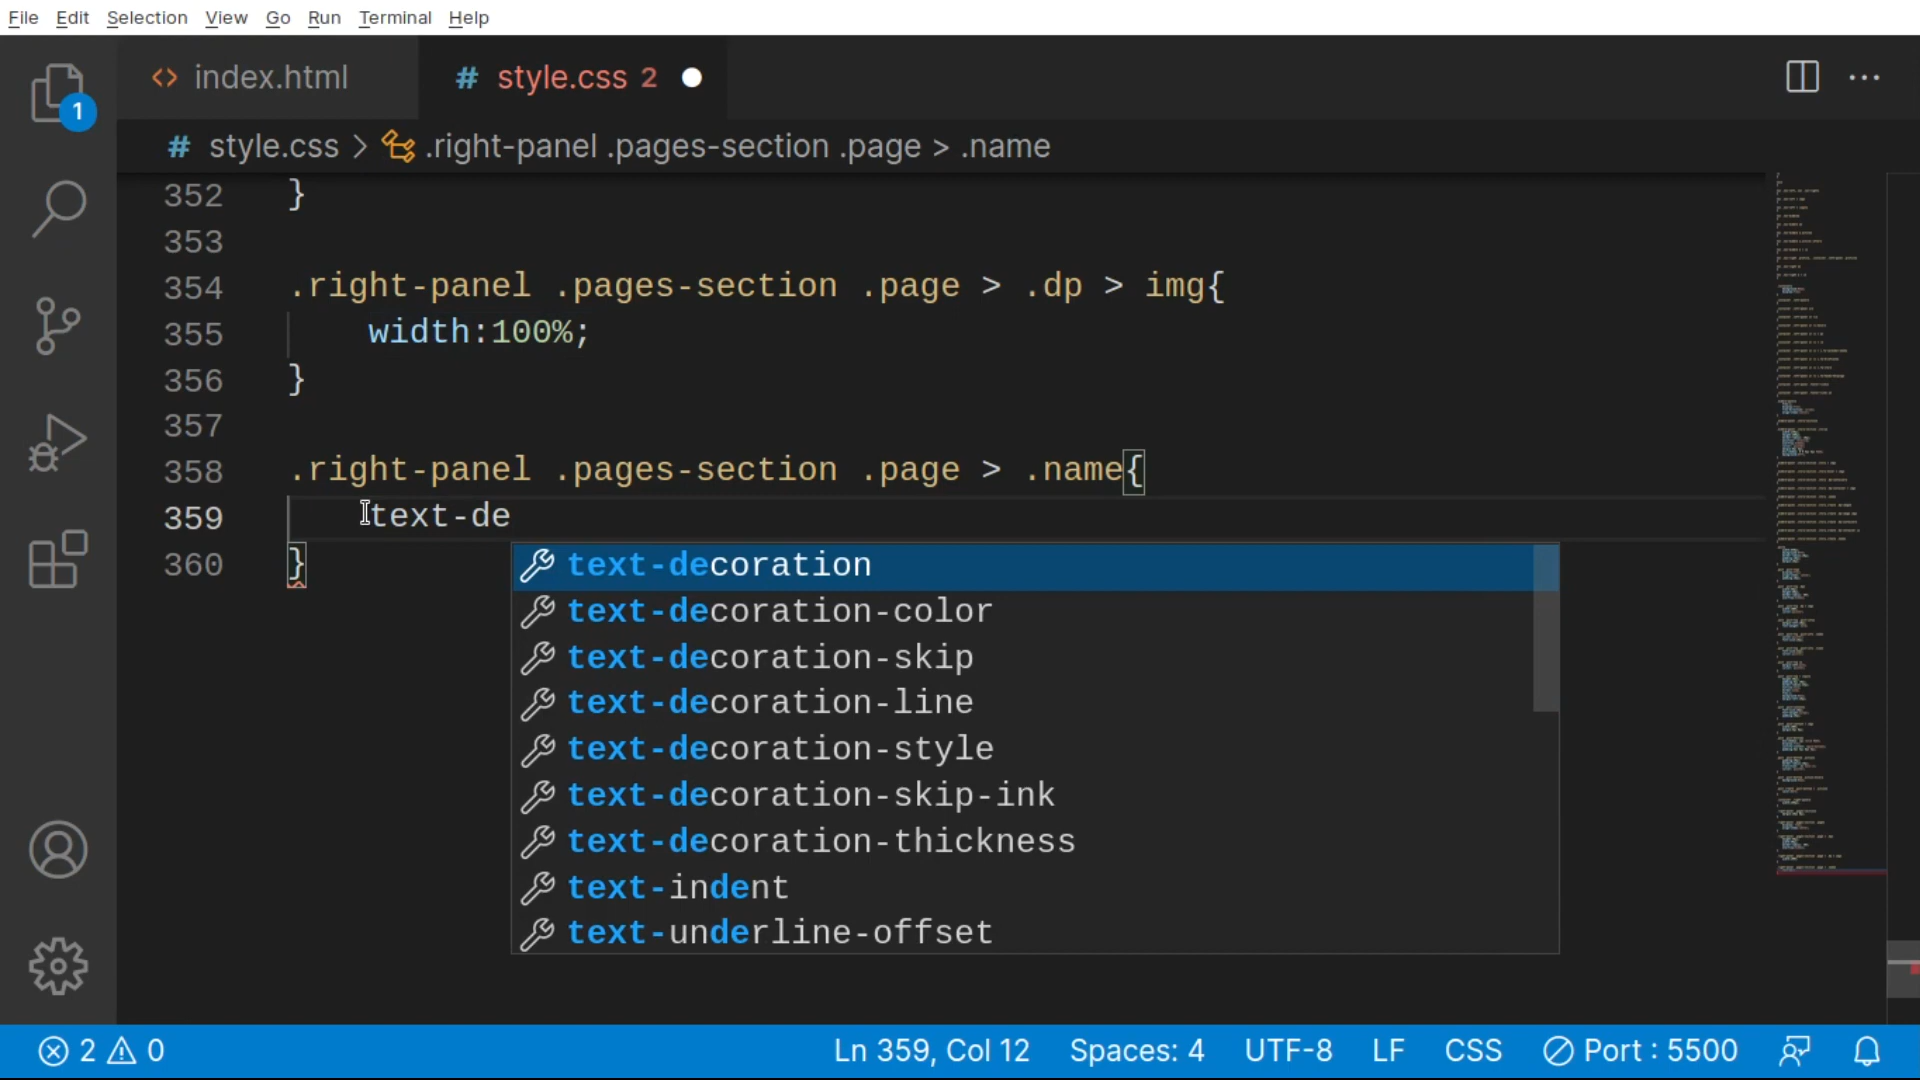 File Edit Selection View Go Run Terminal Help
index.html
style.css 2
1
style.css > .right-panel .pages-section .page > .name
352 }
353
354 .right-panel .pages-section .page > .dp > img{
355 width:100%;
356 }
357
358 .right-panel .pages-section .page > .name{
359 text-de
360 }
text-decoration
text-decoration-color
text-decoration-skip
text-decoration-line
text-decoration-style
text-decoration-skip-ink
text-decoration-thickness
text-indent
text-underline-offset
2 0 Ln 359, Col 12 Spaces: 4 UTF-8 LF CSS Port : 5500